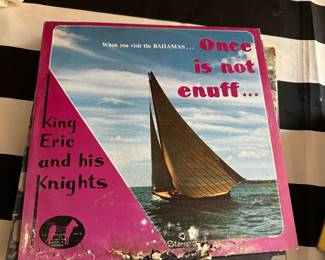 When you visit the BAHAMAS...
Once
is not
enuff...
King
Eric
and his
Knights
Stereo